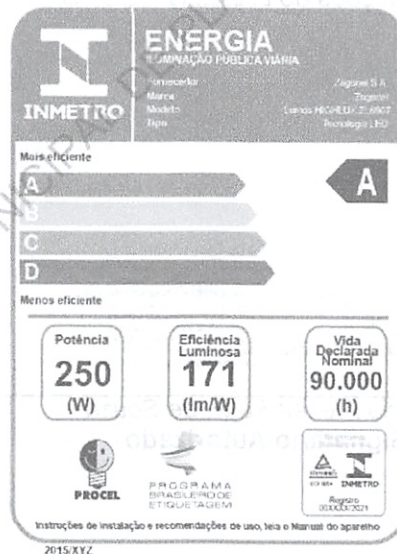 ENERGIA
ILUMINAÇÃO PÚBLICA VIÁRIA
INMETRO
Fornecedor Zagonel S.A.
Marca Zagonel
Modelo
Tipo Tecnologia LED
Mais eficiente
A
A
B
C
D
Menos eficiente
Potência
250
(W)
Eficiência
Luminosa
171
(lm/W)
Vida
Declarada
Nominal
90.000
(h)
PROCEL
PROGRAMA
BRASILEIRO DE
ETIQUETAGEM
INMETRO
Registro
Instruções de instalação e recomendações de uso, leia o Manual do aparelho
2015/XYZ